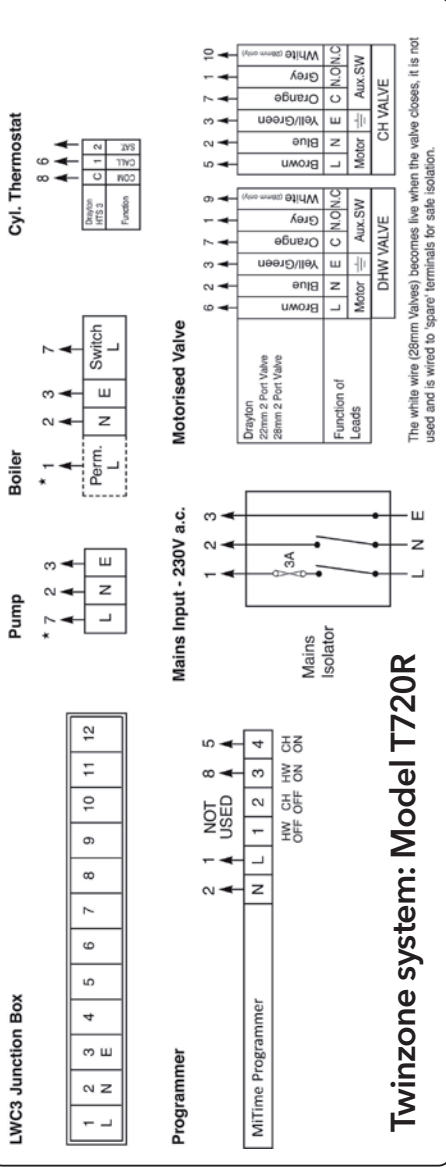 LWC3 Junction Box
1 2 3 4 5 6 7 8 9 10 11 12
L N E
Pump
* 7 2 3
L N E
Boiler
* 1 2 3 7
Perm. L N E Switch L
Cyl. Thermostat
8 6
Drayton HTS 3 C 1 2
Function COM CALL SAT.
Programmer
2 1 NOT USED 8 5
MiTime Programmer N L 1 2 3 4
HW OFF CH OFF HW ON CH ON
Mains Input - 230V a.c.
1 2 3
3A
Mains
Isolator
L N E
Motorised Valve
6 2 3 7 1 9 5 2 3 7 1 10
Drayton
22mm 2 Port Valve
28mm 2 Port Valve
Brown Blue Yell/Green Orange Grey White (28mm only) Brown Blue Yell/Green Orange Grey White (28mm only)
Function of
Leads
L N E C N.O N.C L N E C N.O N.C
Motor Aux.SW Motor Aux.SW
DHW VALVE CH VALVE
The white wire (28mm Valves) becomes live when the valve closes, it is not
used and is wired to 'spare' terminals for safe isolation.
Twinzone system: Model T720R